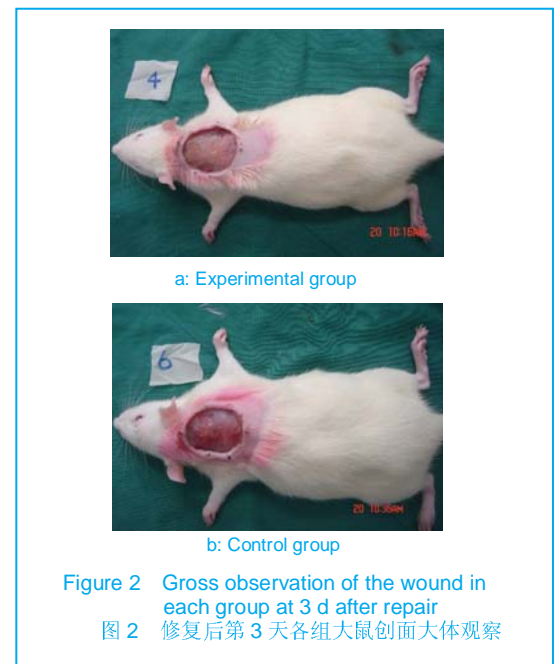 4
20 10:16AM
a: Experimental group
6
20 10:36AM
b: Control group
Figure 2 Gross observation of the wound in
each group at 3 d after repair
图 2 修复后第 3 天各组大鼠创面大体观察